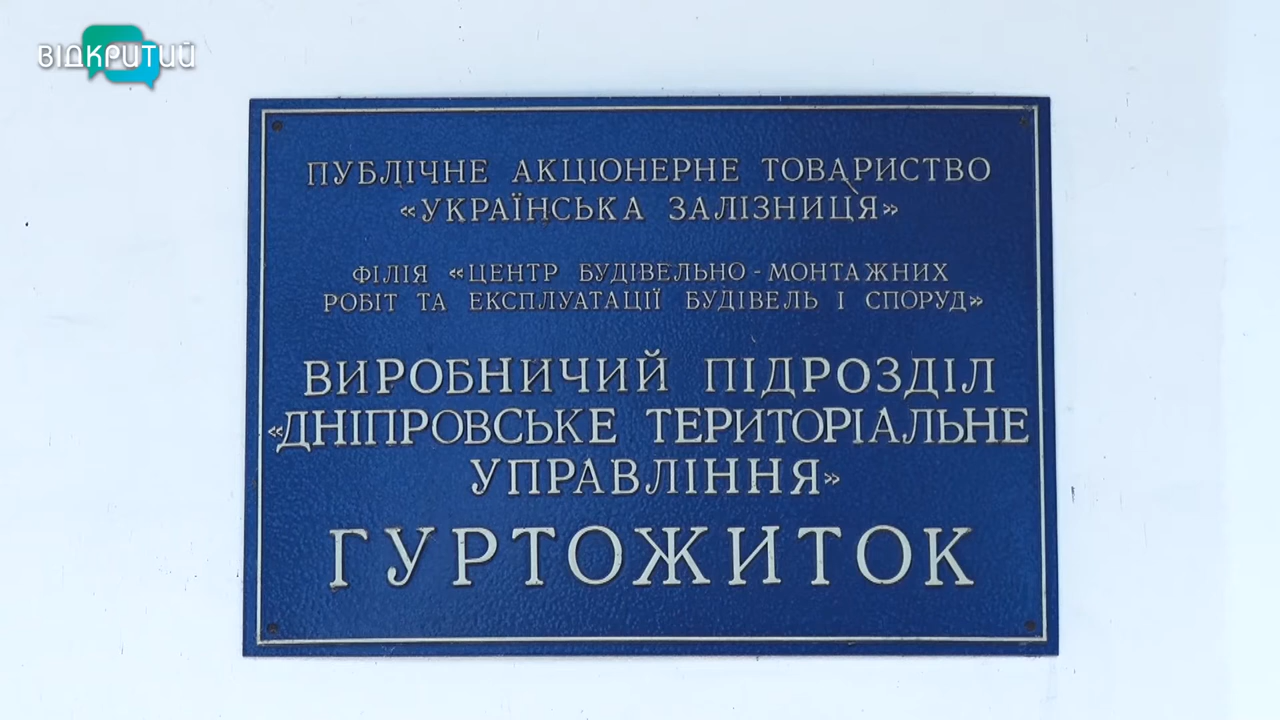 ВІДКРИТИЙ
ПУБЛІЧНЕ АКЦІОНЕРНЕ ТОВАРИСТВО
«УКРАЇНСЬКА ЗАЛІЗНИЦЯ»
ФІЛІЯ «ЦЕНТР БУДІВЕЛЬНО-МОНТАЖНИХ
РОБІТ ТА ЕКСПЛУАТАЦІЇ БУДІВЕЛЬ І СПОРУД»
ВИРОБНИЧИЙ ПІДРОЗДІЛ
«ДНІПРОВСЬКЕ ТЕРИТОРІАЛЬНЕ
УПРАВЛІННЯ»
ГУРТОЖИТОК